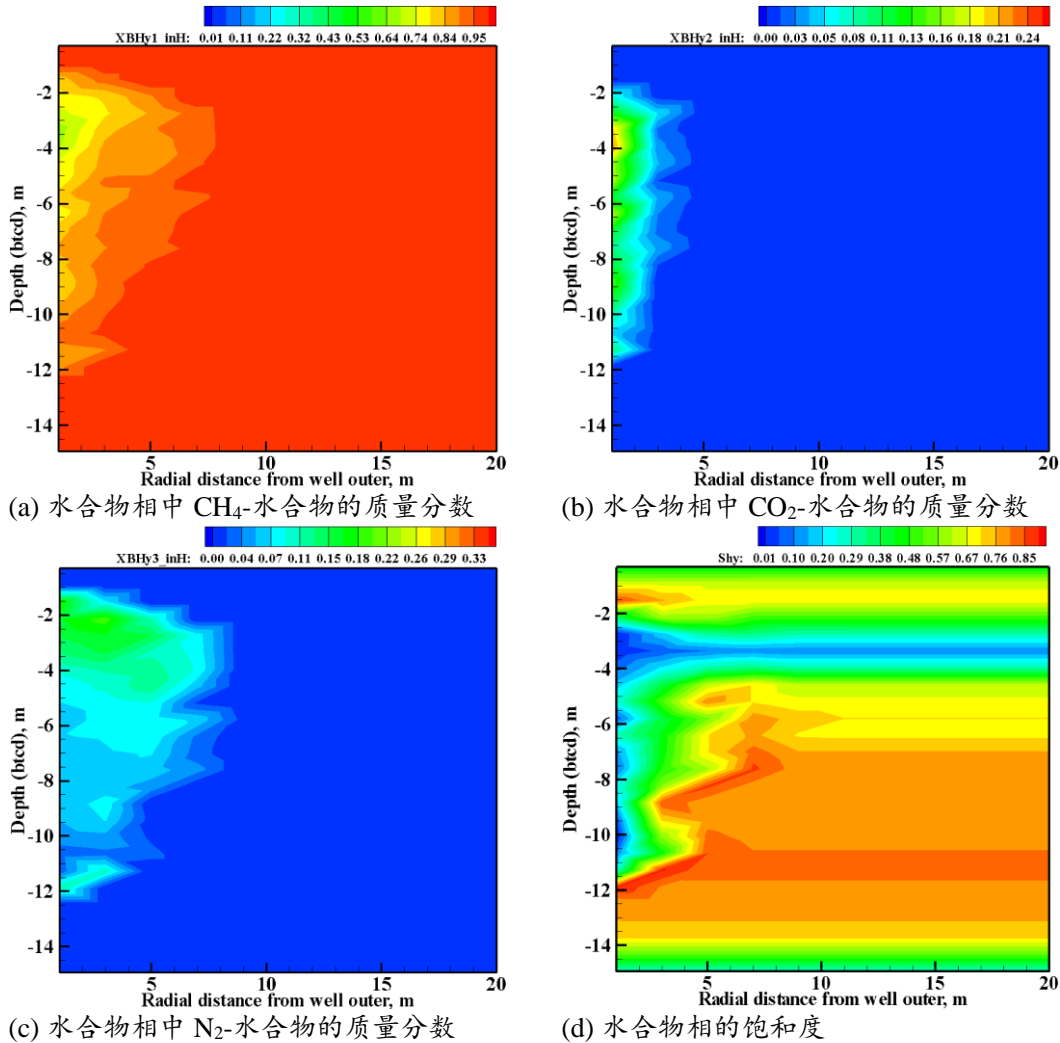 XBHy1_inH: 0.01 0.11 0.22 0.32 0.43 0.53 0.64 0.74 0.84 0.95
Depth (btcd), m
-2
-4
-6
-8
-10
-12
-14
5 10 15 20
Radial distance from well outer, m
(a) 水合物相中 CH₄-水合物的质量分数
XBHy2_inH: 0.00 0.03 0.05 0.08 0.11 0.13 0.16 0.18 0.21 0.24
Depth (btcd), m
-2
-4
-6
-8
-10
-12
-14
5 10 15 20
Radial distance from well outer, m
(b) 水合物相中 CO₂-水合物的质量分数
XBHy3_inH: 0.00 0.04 0.07 0.11 0.15 0.18 0.22 0.26 0.29 0.33
Depth (btcd), m
-2
-4
-6
-8
-10
-12
-14
5 10 15 20
Radial distance from well outer, m
(c) 水合物相中 N₂-水合物的质量分数
Shy: 0.01 0.10 0.20 0.29 0.38 0.48 0.57 0.67 0.76 0.85
Depth (btcd), m
-2
-4
-6
-8
-10
-12
-14
5 10 15 20
Radial distance from well outer, m
(d) 水合物相的饱和度